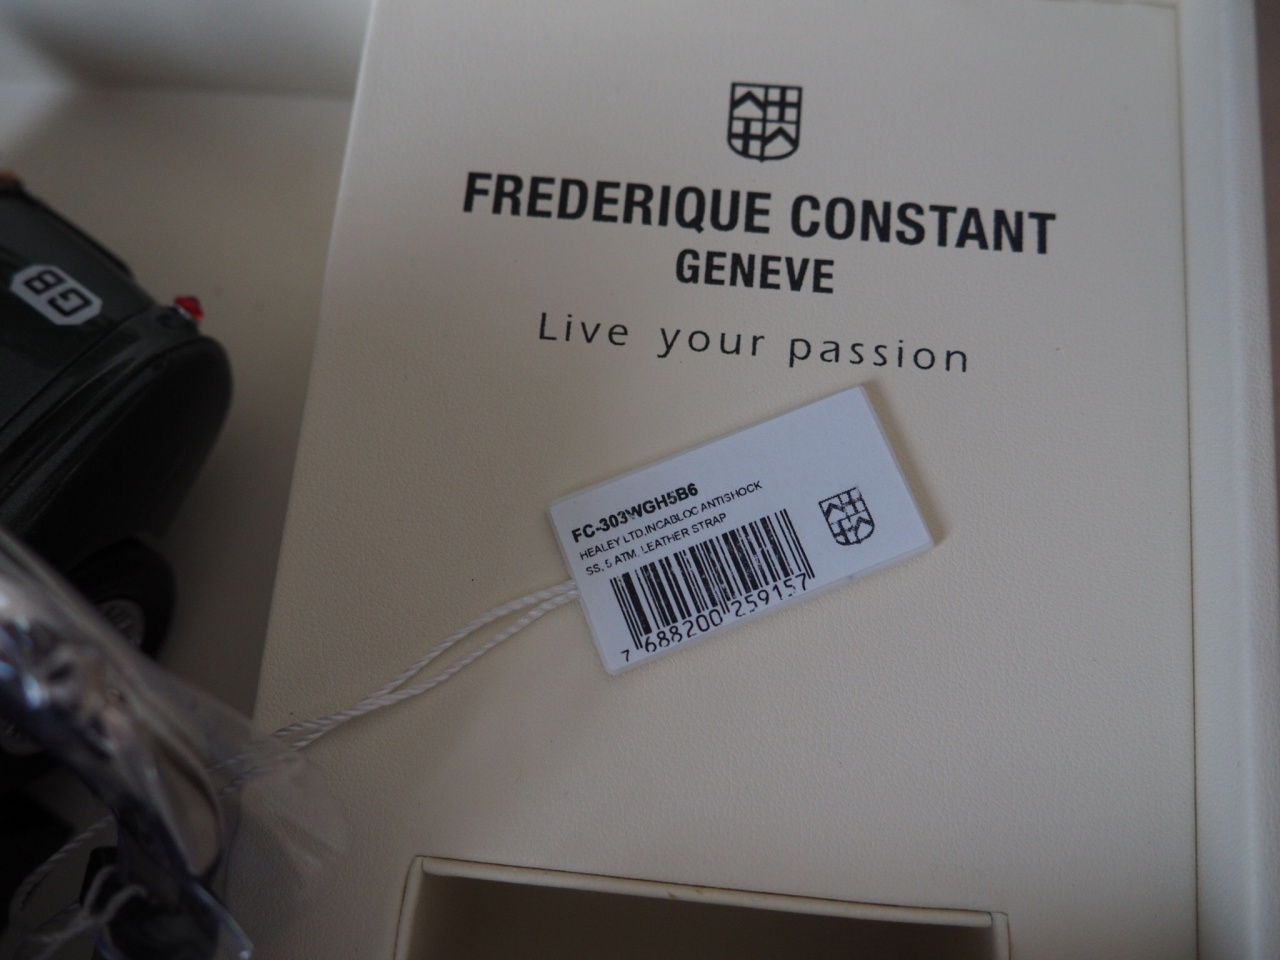 FREDERIQUE CONSTANT
GENEVE
Live your passion
GB
FC-303WGH5B6
HEALEY LTD,INCABLOC ANTISHOCK
SS, 5 ATM, LEATHER STRAP
7 688200 259157